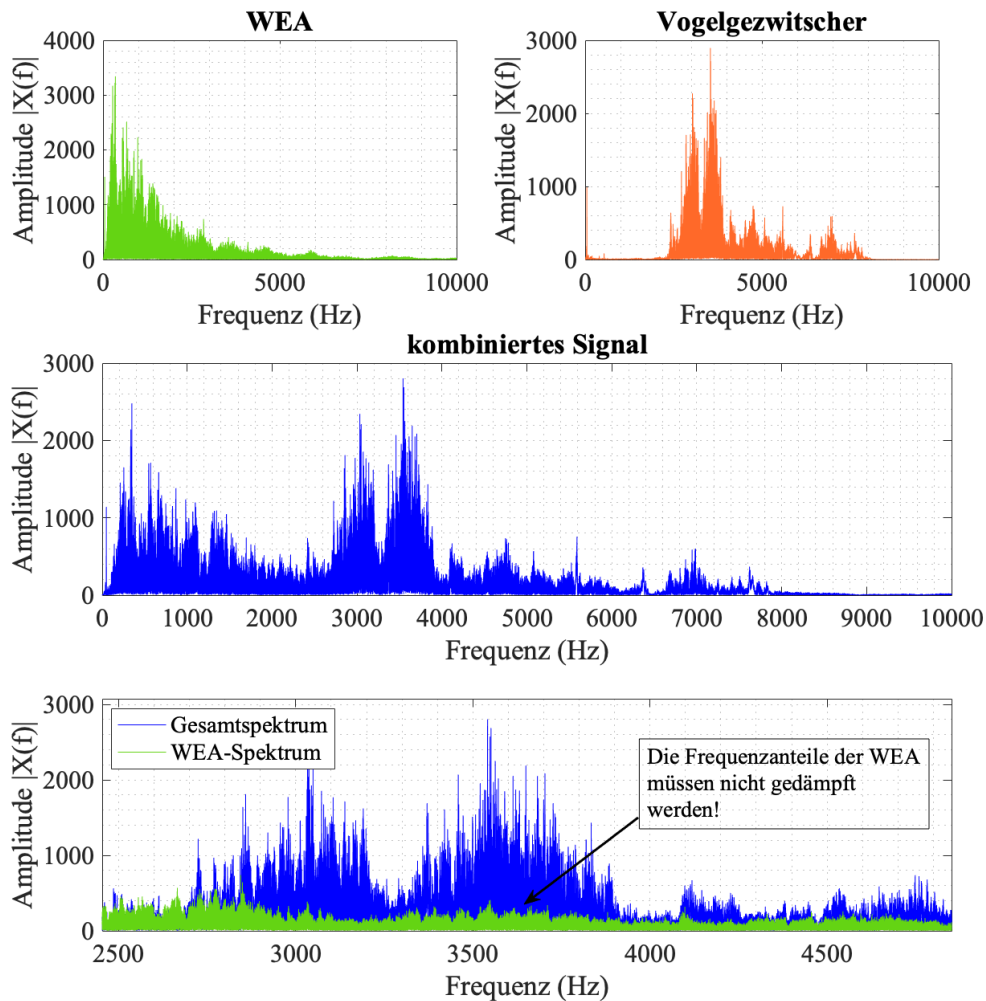 WEA
Amplitude |X(f)|
4000
3000
2000
1000
0
0 5000 10000
Frequenz (Hz)
Vogelgezwitscher
Amplitude |X(f)|
3000
2000
1000
0
0 5000 10000
Frequenz (Hz)
kombiniertes Signal
Amplitude |X(f)|
3000
2000
1000
0
0 1000 2000 3000 4000 5000 6000 7000 8000 9000 10000
Frequenz (Hz)
Amplitude |X(f)|
3000
2000
1000
0
Gesamtspektrum
WEA-Spektrum
Die Frequenzanteile der WEA
müssen nicht gedämpft
werden!
2500 3000 3500 4000 4500
Frequenz (Hz)